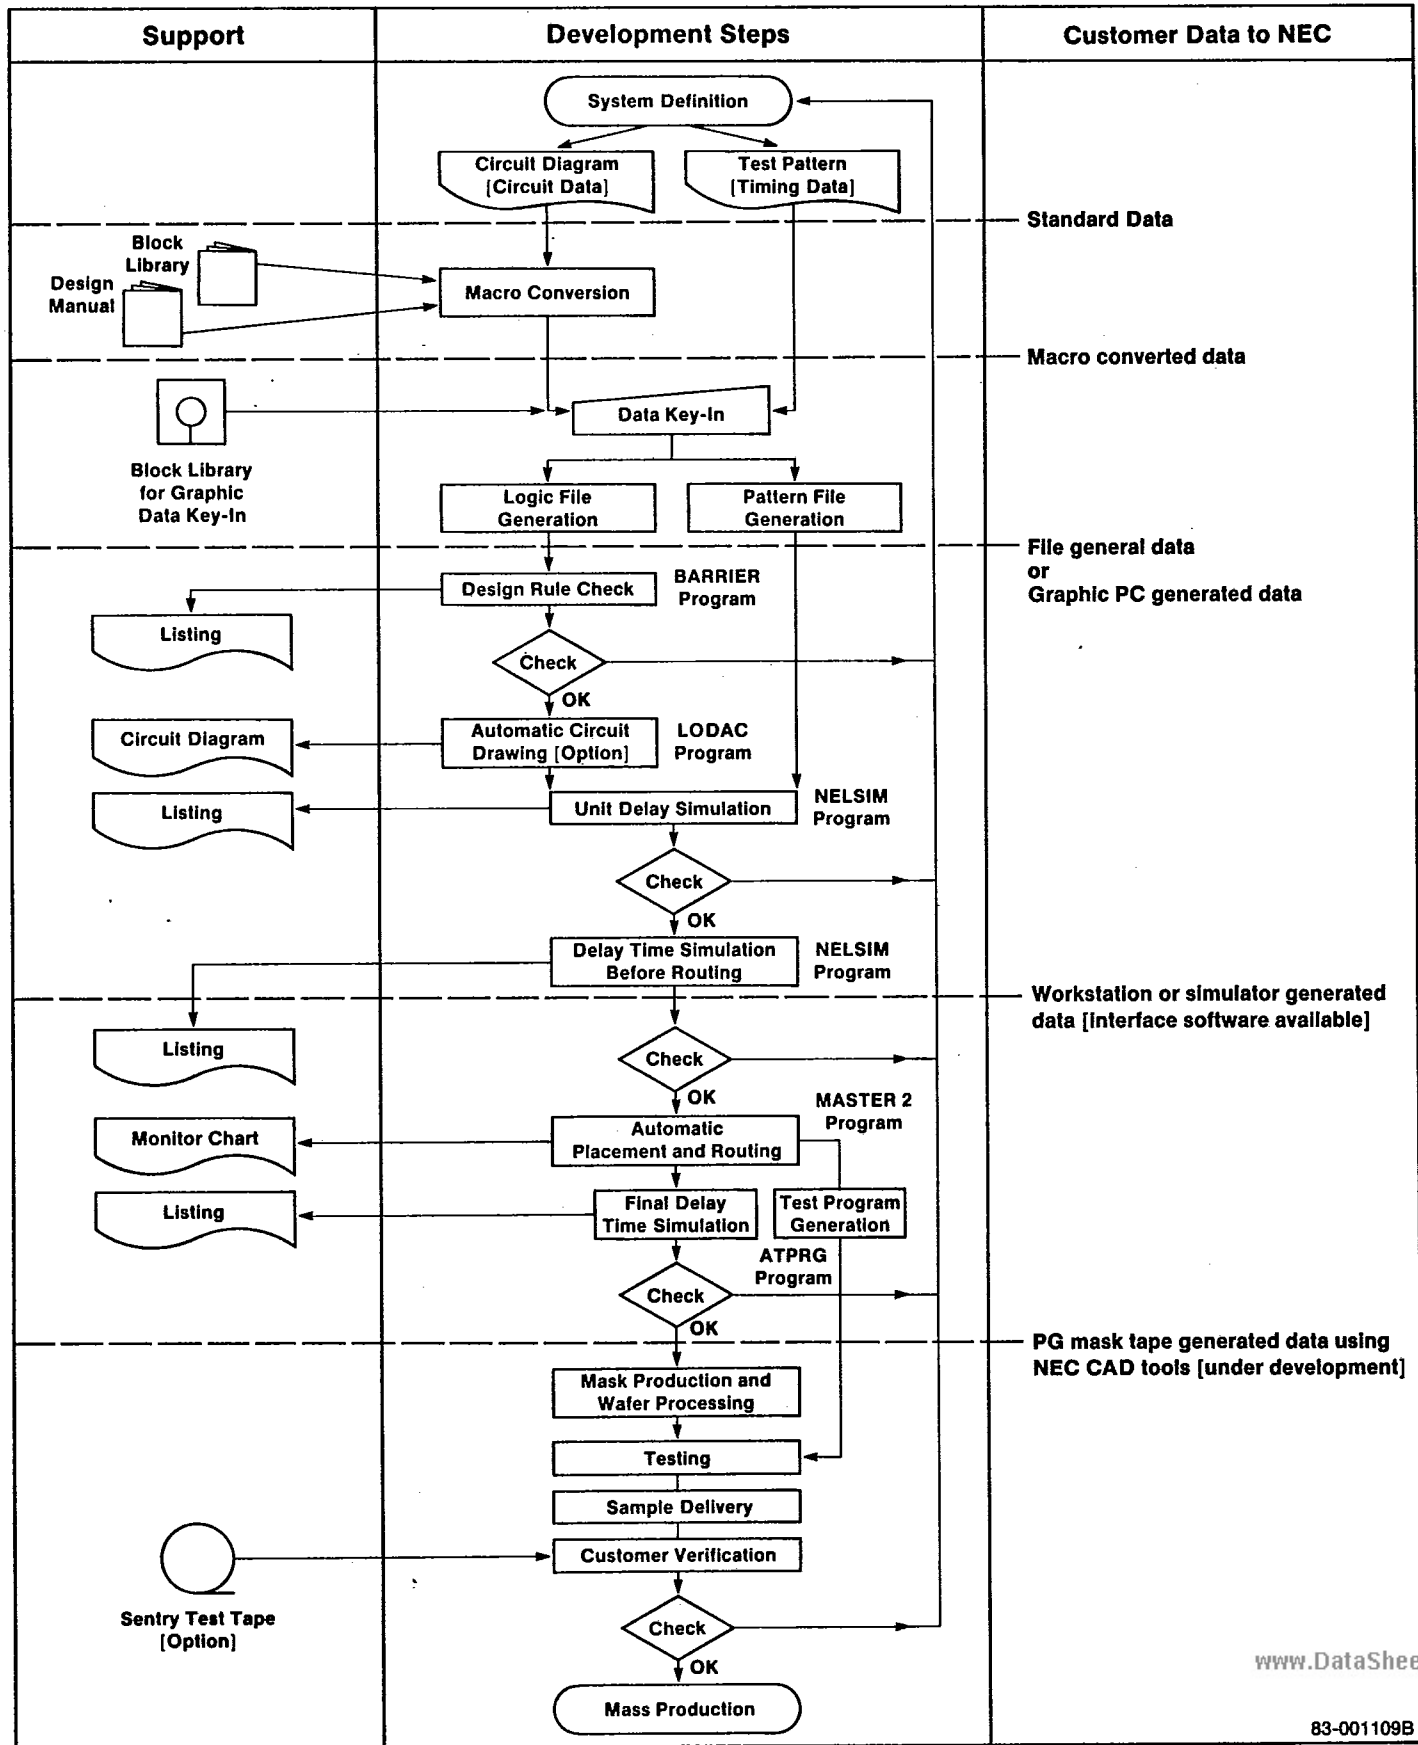 Support
Development Steps
Customer Data to NEC
System Definition
Circuit Diagram
[Circuit Data]
Test Pattern
[Timing Data]
Standard Data
Block
Library
Design
Manual
Macro Conversion
Macro converted data
Data Key-In
Block Library
for Graphic
Data Key-In
Logic File
Generation
Pattern File
Generation
File general data
or
Graphic PC generated data
Design Rule Check
BARRIER
Program
Listing
Check
OK
Circuit Diagram
Automatic Circuit
Drawing [Option]
LODAC
Program
Listing
Unit Delay Simulation
NELSIM
Program
Check
OK
Delay Time Simulation
Before Routing
NELSIM
Program
Workstation or simulator generated
data [interface software available]
Listing
Check
OK
MASTER 2
Program
Monitor Chart
Automatic
Placement and Routing
Listing
Final Delay
Time Simulation
Test Program
Generation
ATPRG
Program
Check
OK
PG mask tape generated data using
NEC CAD tools [under development]
Mask Production and
Wafer Processing
Testing
Sample Delivery
Customer Verification
Sentry Test Tape
[Option]
Check
OK
Mass Production
www.DataShee
83-001109B